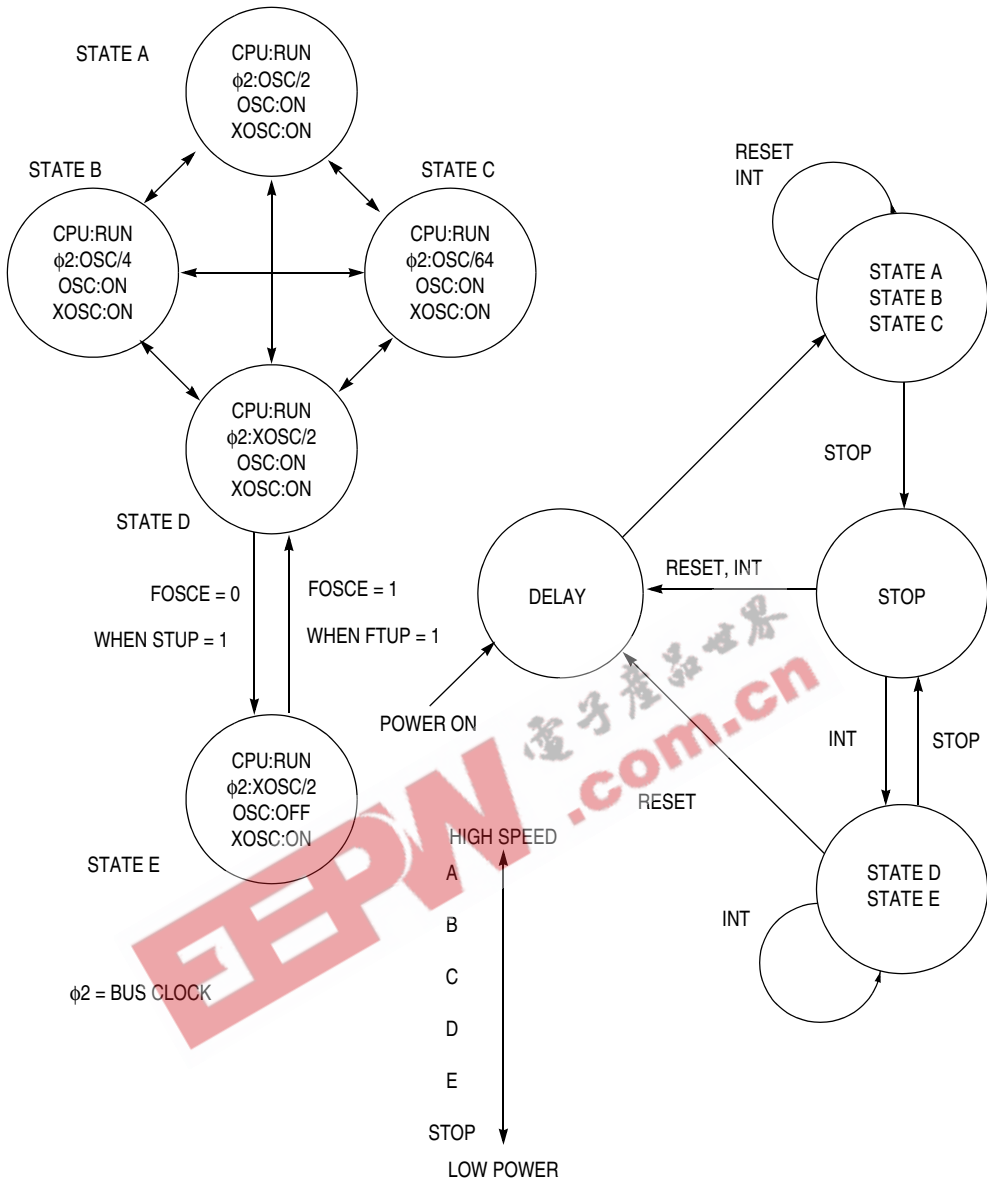 STATE A
CPU:RUN
ϕ2:OSC/2
OSC:ON
XOSC:ON
STATE B
CPU:RUN
ϕ2:OSC/4
OSC:ON
XOSC:ON
STATE C
CPU:RUN
ϕ2:OSC/64
OSC:ON
XOSC:ON
CPU:RUN
ϕ2:XOSC/2
OSC:ON
XOSC:ON
STATE D
FOSCE = 0
WHEN STUP = 1
FOSCE = 1
WHEN FTUP = 1
CPU:RUN
ϕ2:XOSC/2
OSC:OFF
XOSC:ON
STATE E
ϕ2 = BUS CLOCK
RESET
INT
STATE A
STATE B
STATE C
STOP
DELAY
RESET, INT
STOP
POWER ON
INT
STOP
RESET
STATE D
STATE E
INT
HIGH SPEED
A
B
C
D
E
STOP
LOW POWER
EEPW
電子產品世界
.com.cn